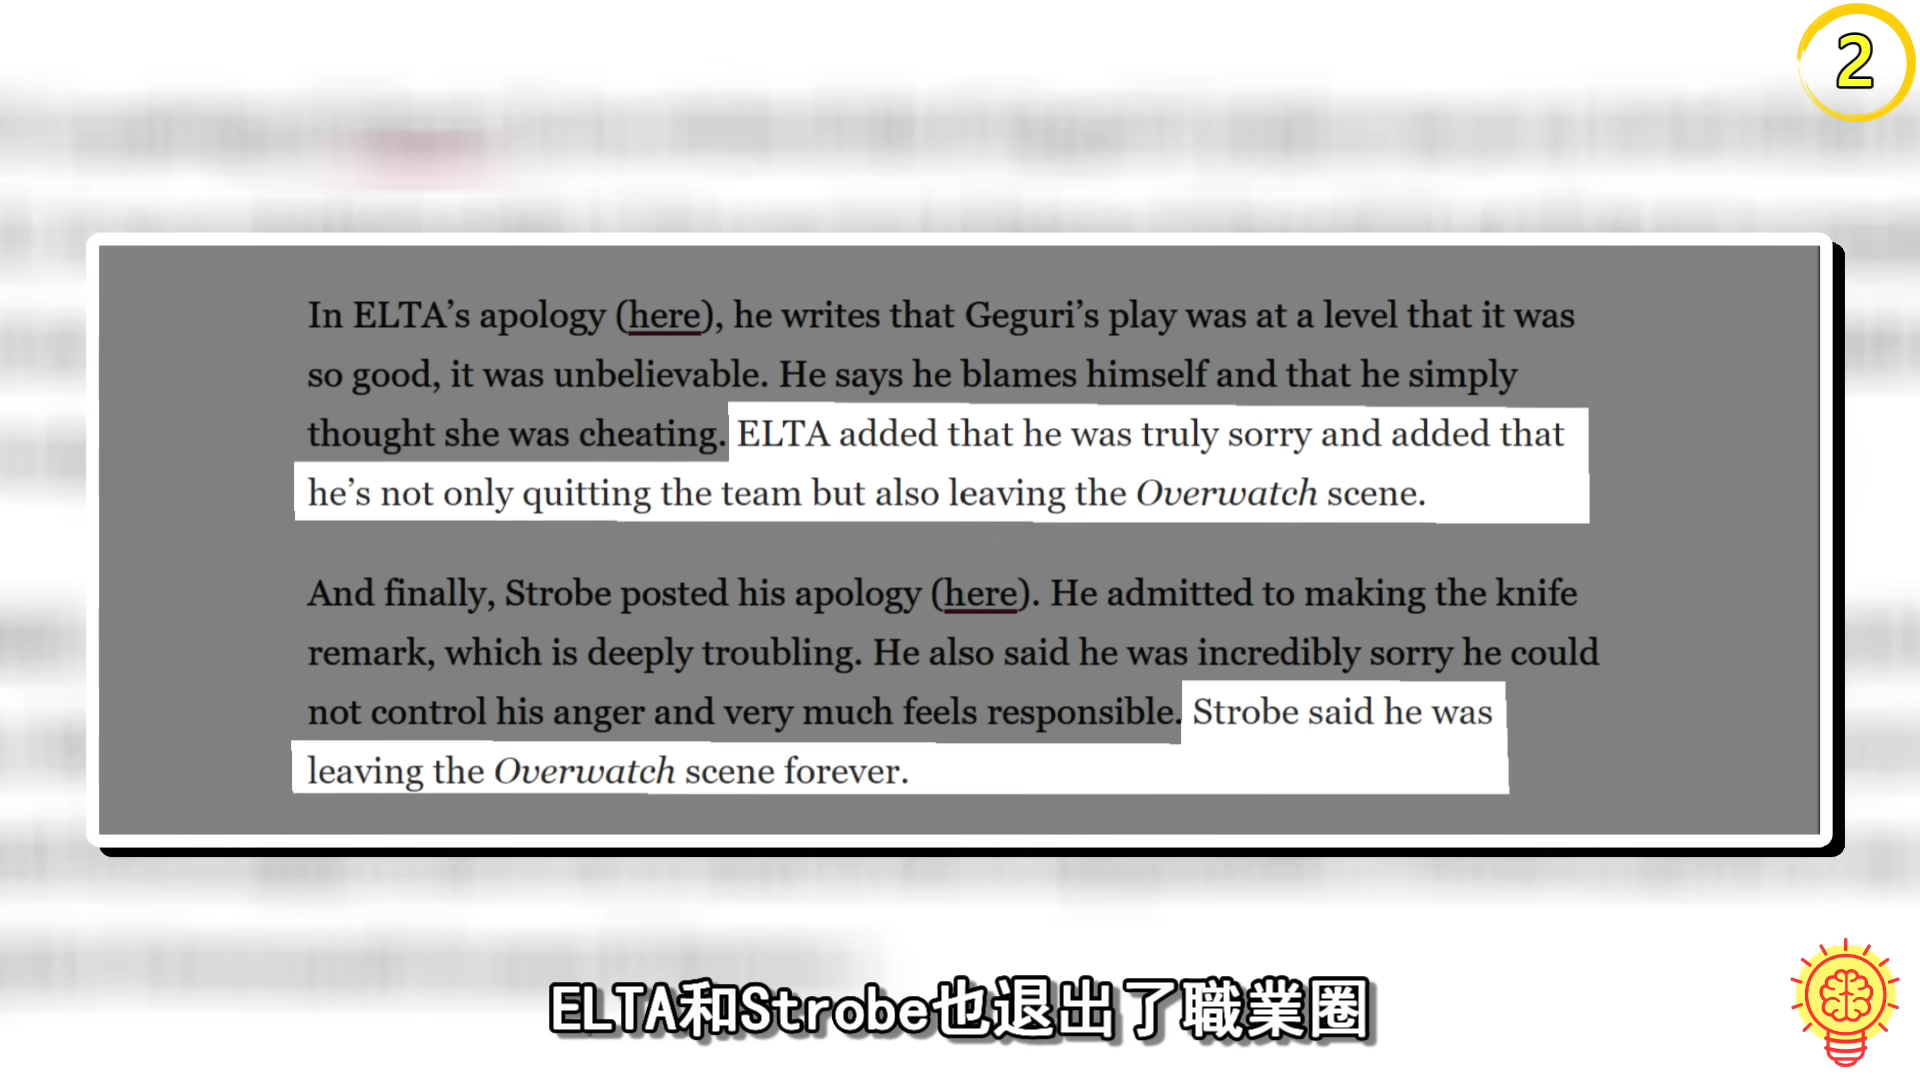 2
In ELTA’s apology (here), he writes that Geguri’s play was at a level that it was
so good, it was unbelievable. He says he blames himself and that he simply
thought she was cheating. ELTA added that he was truly sorry and added that
he’s not only quitting the team but also leaving the Overwatch scene.
And finally, Strobe posted his apology (here). He admitted to making the knife
remark, which is deeply troubling. He also said he was incredibly sorry he could
not control his anger and very much feels responsible. Strobe said he was
leaving the Overwatch scene forever.
ELTA和Strobe也退出了職業圈